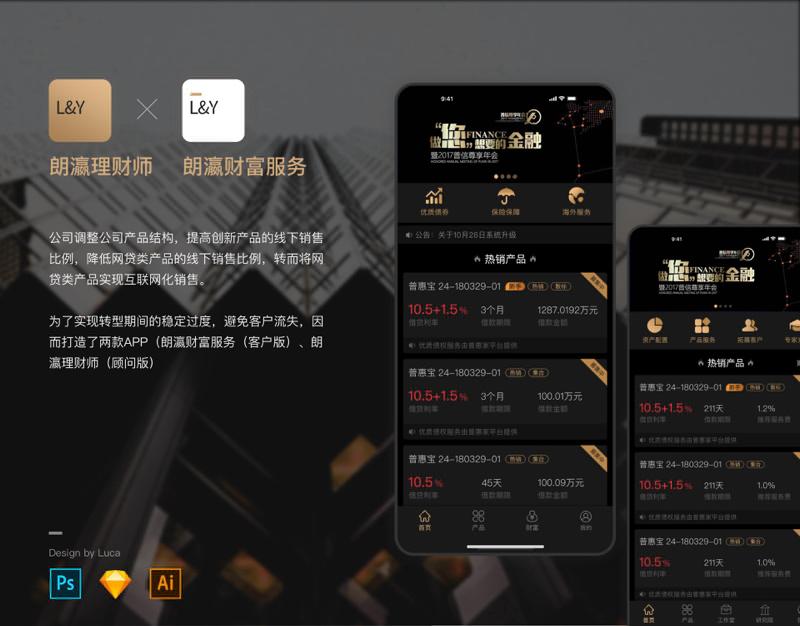 L&Y
L&Y
朗瀛理财师
朗瀛财富服务
公司调整公司产品结构，提高创新产品的线下销售
比例，降低网贷类产品的线下销售比例，转而将网
贷类产品实现互联网化销售。
为了实现转型期间的稳定过度，避免客户流失，因
而打造了两款APP（朗瀛财富服务（客户版）、朗
瀛理财师（顾问版）
Design by Luca
Ps
Ai
9:41
“您”FINANCE
做 想要的 金融
暨2017普信尊享年会
优质债券
保险保障
海外服务
公告：关于10月26日系统升级
热销产品
普惠宝 24-180329-01 新手 热销 散标
10.5+1.5% 3个月 1287.0192万元
借贷利率 借款期限 借款金额
优质债权服务由普惠家平台提供
普惠宝 24-180329-01 热销 集合
10.5+1.5% 3个月 100.01万元
借贷利率 借款期限 借款金额
优质债权服务由普惠家平台提供
普惠宝 24-180329-01 热销 集合
10.5% 45天 100.09万元
借贷利率 借款期限 借款金额
首页 产品 财富 我的
9:41
“您”FINANCE
做 想要的 金融
暨2017普信尊享年会
资产配置
产品服务
拓展客户
专家
热销产品
普惠宝 24-180329-01 新手 热销 散标
10.5+1.5% 211天 1.2%
借贷利率 借款期限 推荐服务费
优质债权服务由普惠家平台提供
普惠宝 24-180329-01 热销 集合
10.5+1.5% 211天 1.0%
借贷利率 借款期限 推荐服务费
优质债权服务由普惠家平台提供
普惠宝 24-180329-01 热销 集合
10.5% 211天 1.0%
借贷利率 借款期限 推荐服务费
优质债权服务由普惠家平台提供
首页 产品 工作室 研究院